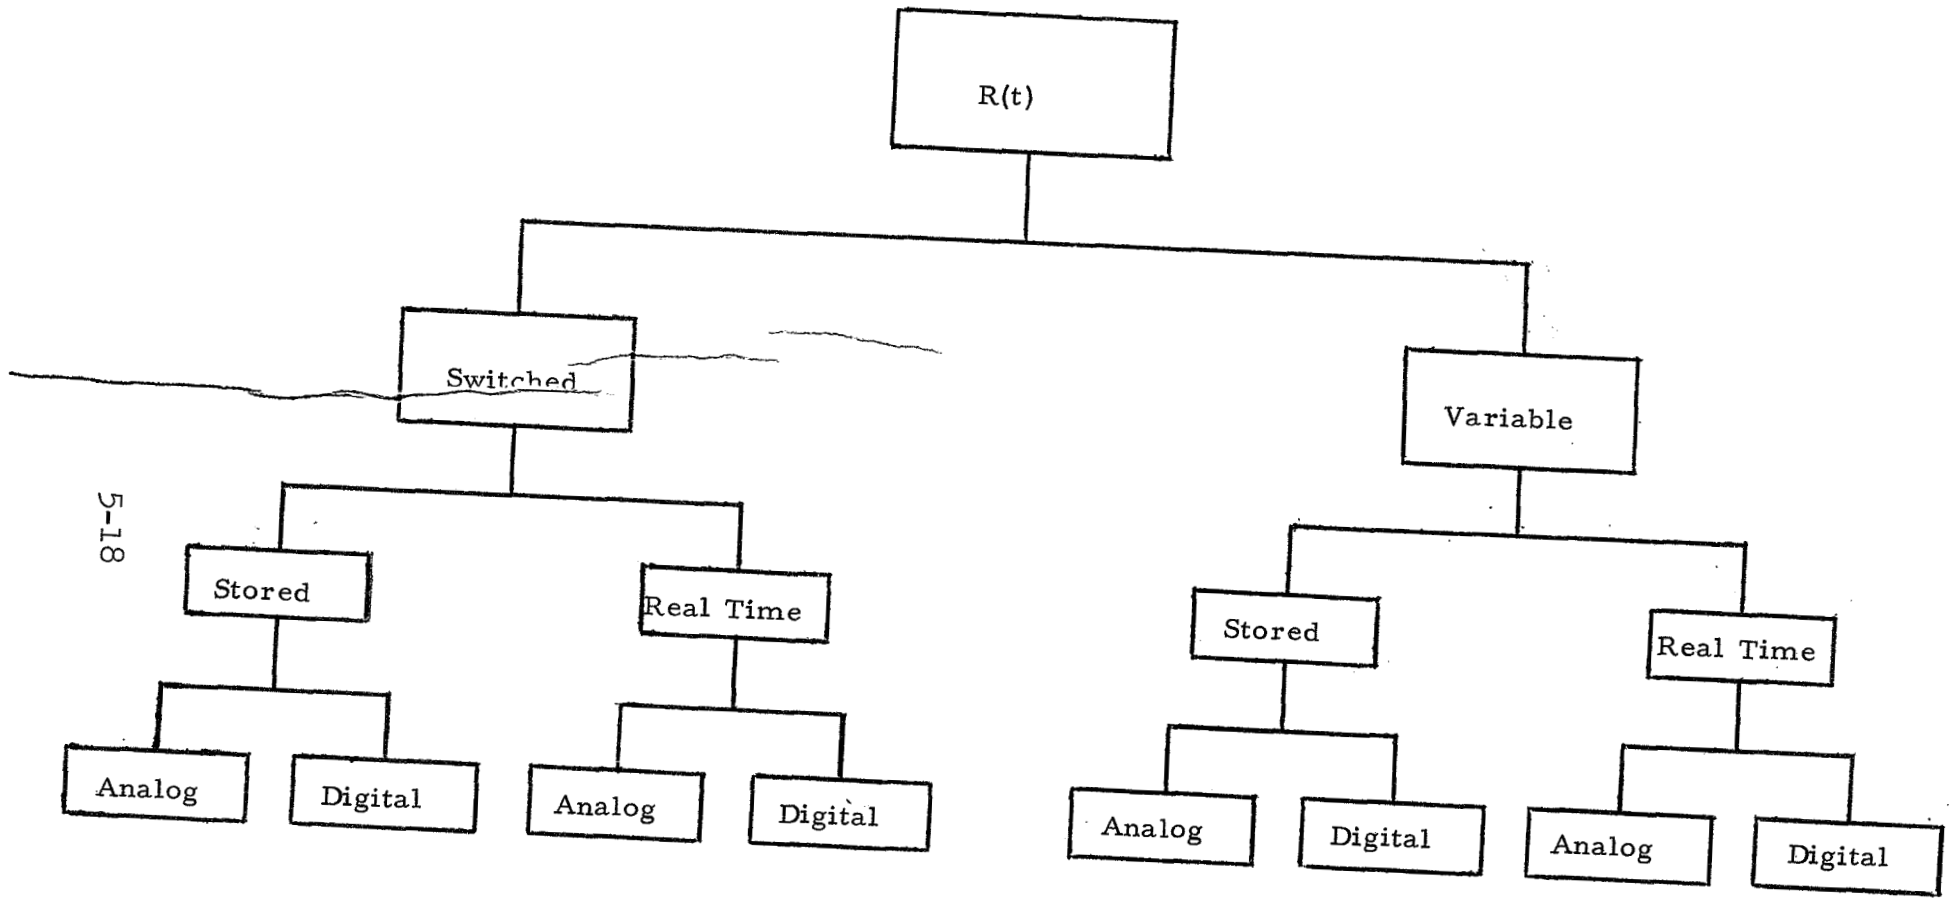 R(t)
Switched
Variable
5-18
Stored
Real Time
Stored
Real Time
Analog
Digital
Analog
Digital
Analog
Digital
Analog
Digital